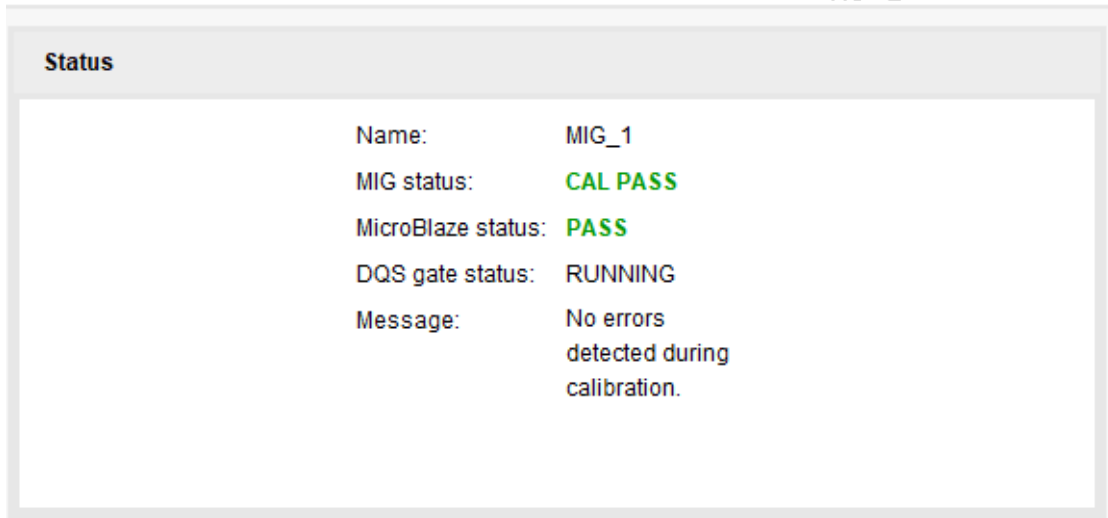 Status
Name: MIG_1
MIG status: CAL PASS
MicroBlaze status: PASS
DQS gate status: RUNNING
Message: No errors
detected during
calibration.